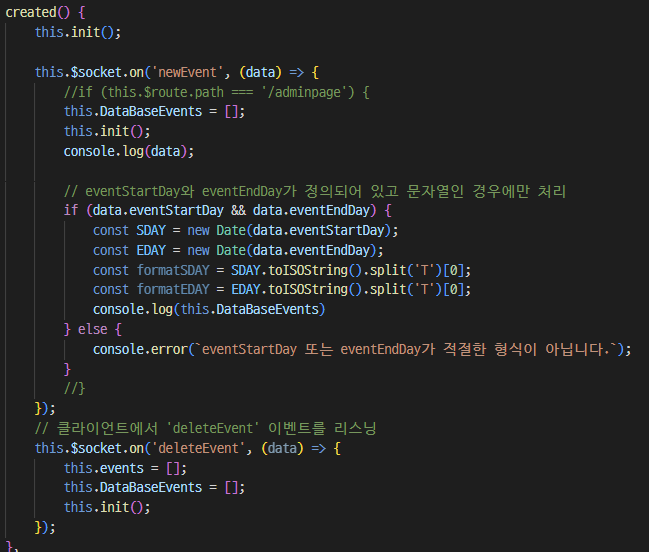 created() {
    this.init();

    this.$socket.on('newEvent', (data) => {
        //if (this.$route.path === '/adminpage') {
        this.DataBaseEvents = [];
        this.init();
        console.log(data);

        // eventStartDay와 eventEndDay가 정의되어 있고 문자열인 경우에만 처리
        if (data.eventStartDay && data.eventEndDay) {
            const SDAY = new Date(data.eventStartDay);
            const EDAY = new Date(data.eventEndDay);
            const formatSDAY = SDAY.toISOString().split('T')[0];
            const formatEDAY = EDAY.toISOString().split('T')[0];
            console.log(this.DataBaseEvents)
        } else {
            console.error(`eventStartDay 또는 eventEndDay가 적절한 형식이 아닙니다.`);
        }
        //}
    });
    // 클라이언트에서 'deleteEvent' 이벤트를 리스닝
    this.$socket.on('deleteEvent', (data) => {
        this.events = [];
        this.DataBaseEvents = [];
        this.init();
    });
},